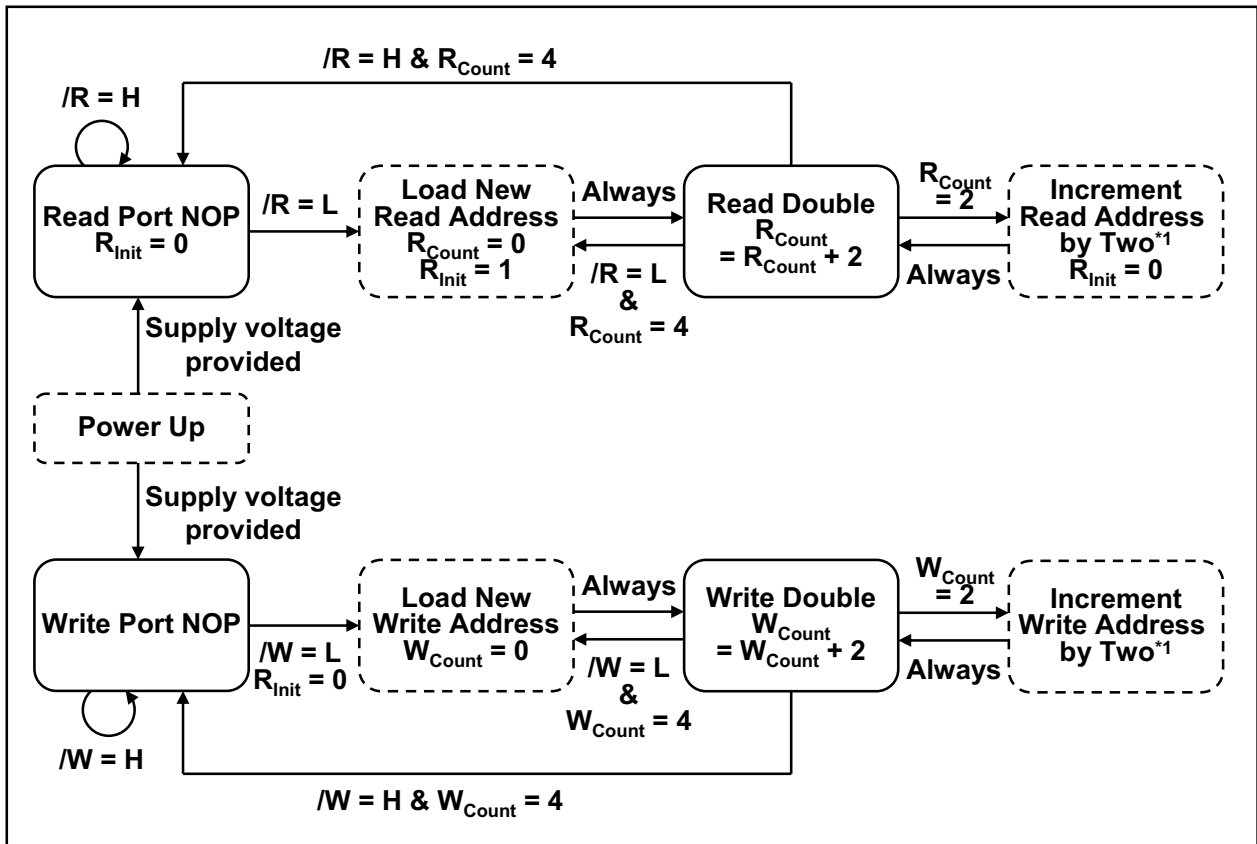 /R = H & RCount = 4
/R = H
Read Port NOP
RInit = 0
/R = L
Load New
Read Address
RCount = 0
RInit = 1
Always
/R = L
&
RCount = 4
Read Double
RCount
= RCount + 2
RCount
= 2
Always
Increment
Read Address
by Two*1
RInit = 0
Supply voltage
provided
Power Up
Supply voltage
provided
Write Port NOP
/W = L
RInit = 0
Load New
Write Address
WCount = 0
Always
/W = L
&
WCount = 4
Write Double
WCount
= WCount + 2
WCount
= 2
Always
Increment
Write Address
by Two*1
/W = H
/W = H & WCount = 4